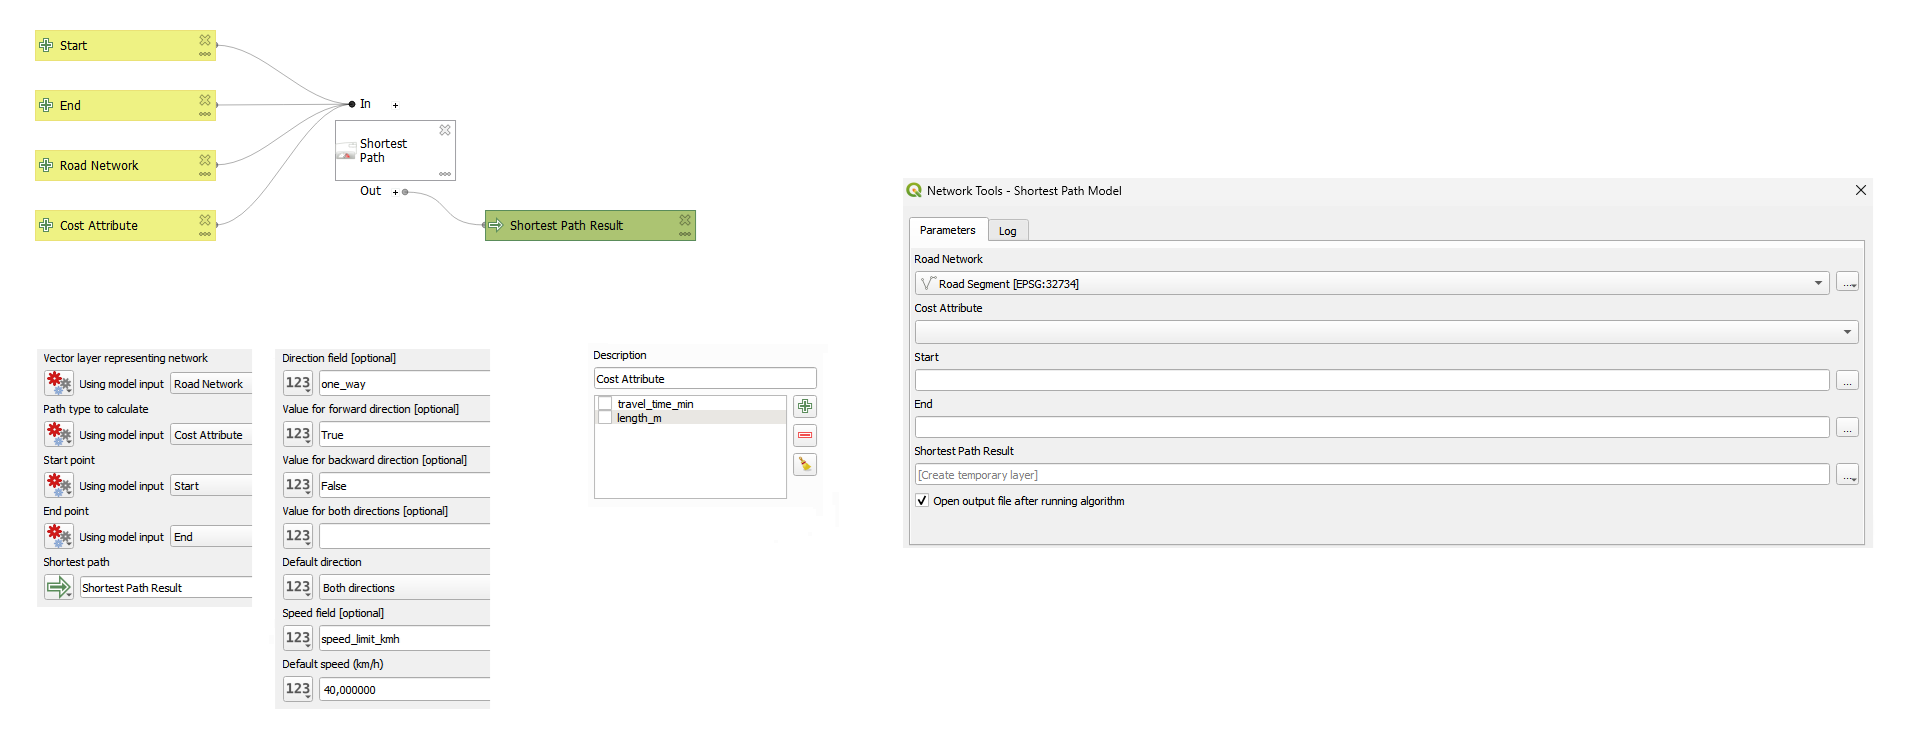 Start
End
Road Network
Cost Attribute
In +
Shortest
Path
Out +
Shortest Path Result
Vector layer representing network
Using model input Road Network
Path type to calculate
Using model input Cost Attribute
Start point
Using model input Start
End point
Using model input End
Shortest path
Shortest Path Result
Direction field [optional]
123 one_way
Value for forward direction [optional]
123 True
Value for backward direction [optional]
123 False
Value for both directions [optional]
123
Default direction
123 Both directions
Speed field [optional]
123 speed_limit_kmh
Default speed (km/h)
123 40,000000
Description
Cost Attribute
travel_time_min
length_m
Network Tools - Shortest Path Model
Parameters Log
Road Network
Road Segment [EPSG:32734] ...
Cost Attribute
Start
...
End
...
Shortest Path Result
[Create temporary layer] ...
Open output file after running algorithm